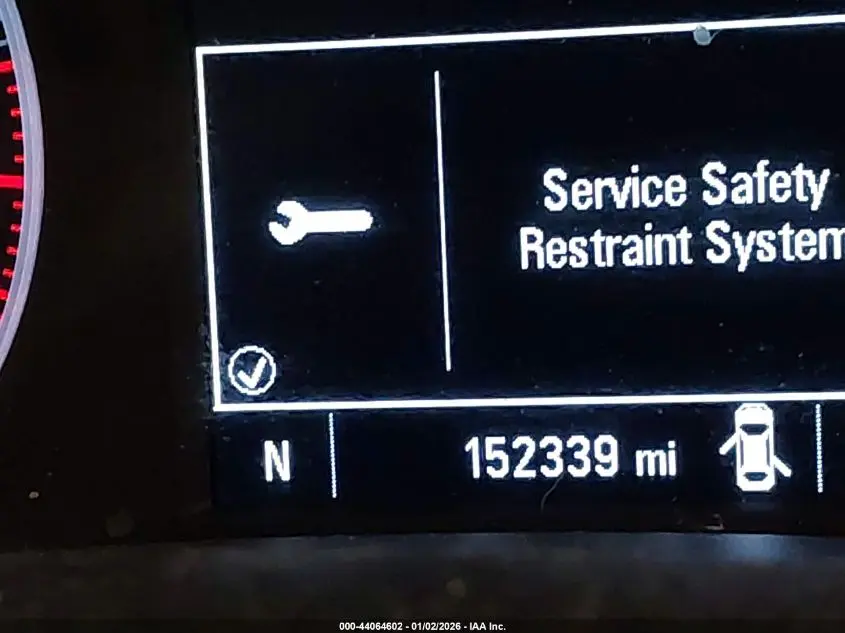 Service Safety
Restraint System
N
152339 mi
000-44064602 - 01/02/2026 - IAA Inc.